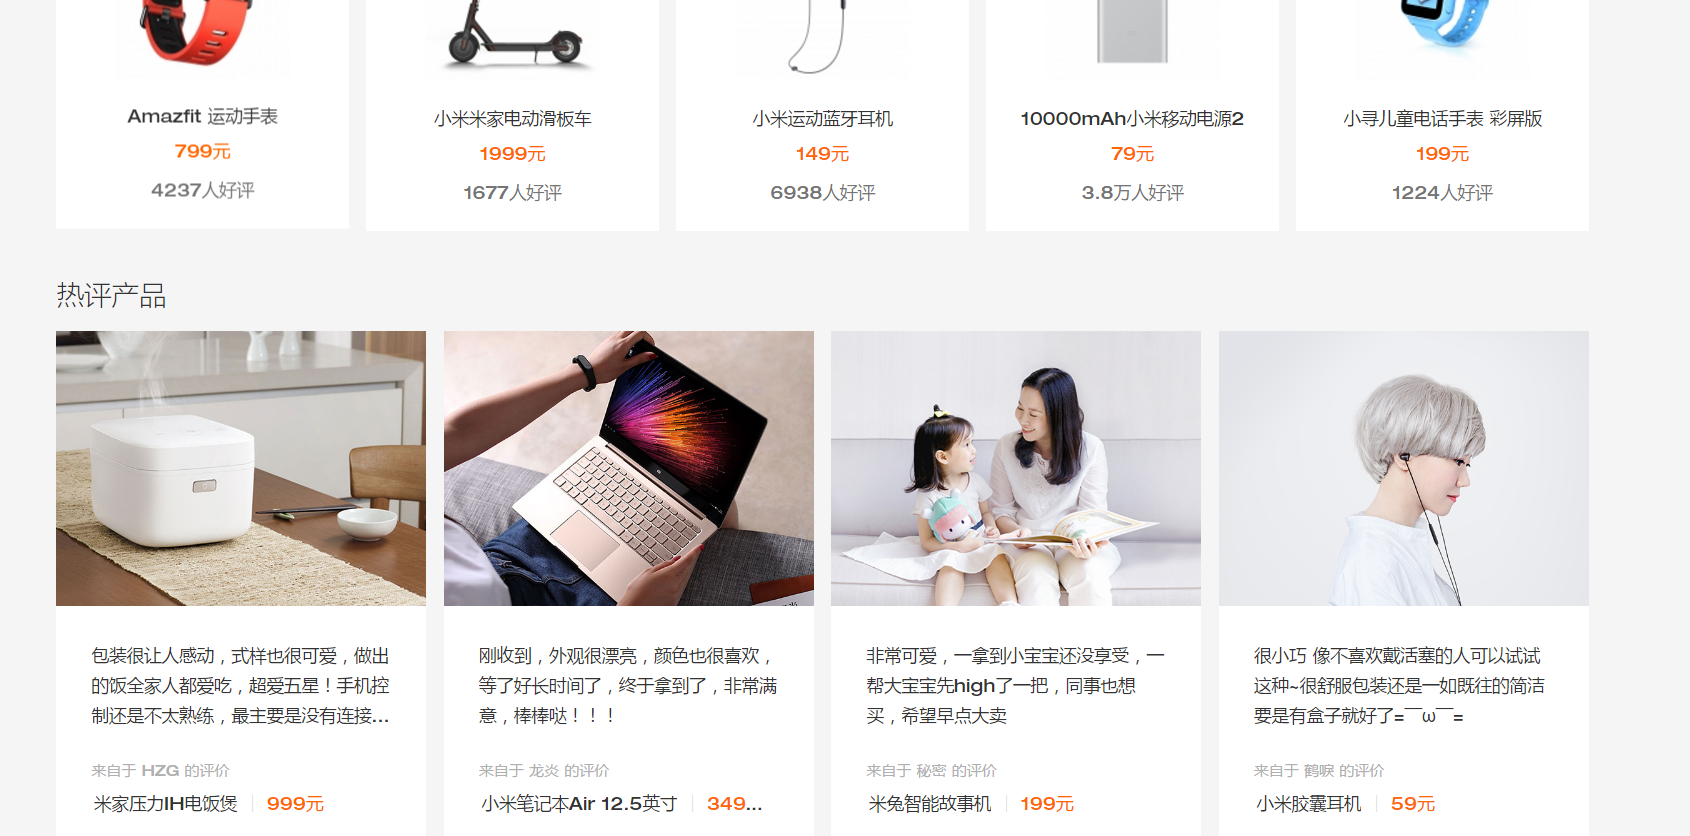 Amazfit 运动手表
799元
4237人好评
小米米家电动滑板车
1999元
1677人好评
小米运动蓝牙耳机
149元
6938人好评
10000mAh小米移动电源2
79元
3.8万人好评
小寻儿童电话手表 彩屏版
199元
1224人好评
热评产品
包装很让人感动，式样也很可爱，做出
的饭全家人都爱吃，超爱五星！手机控
制还是不太熟练，最主要是没有连接...
来自于 HZG 的评价
米家压力IH电饭煲
999元
刚收到，外观很漂亮，颜色也很喜欢，
等了好长时间了，终于拿到了，非常满
意，棒棒哒！！！
来自于 龙炎 的评价
小米笔记本Air 12.5英寸
349...
非常可爱，一拿到小宝宝还没享受，一
帮大宝宝先high了一把，同事也想
买，希望早点大卖
来自于 秘密 的评价
米兔智能故事机
199元
很小巧 像不喜欢戴活塞的人可以试试
这种~很舒服包装还是一如既往的简洁
要是有盒子就好了=￣ω￣=
来自于 鹤唳 的评价
小米胶囊耳机
59元